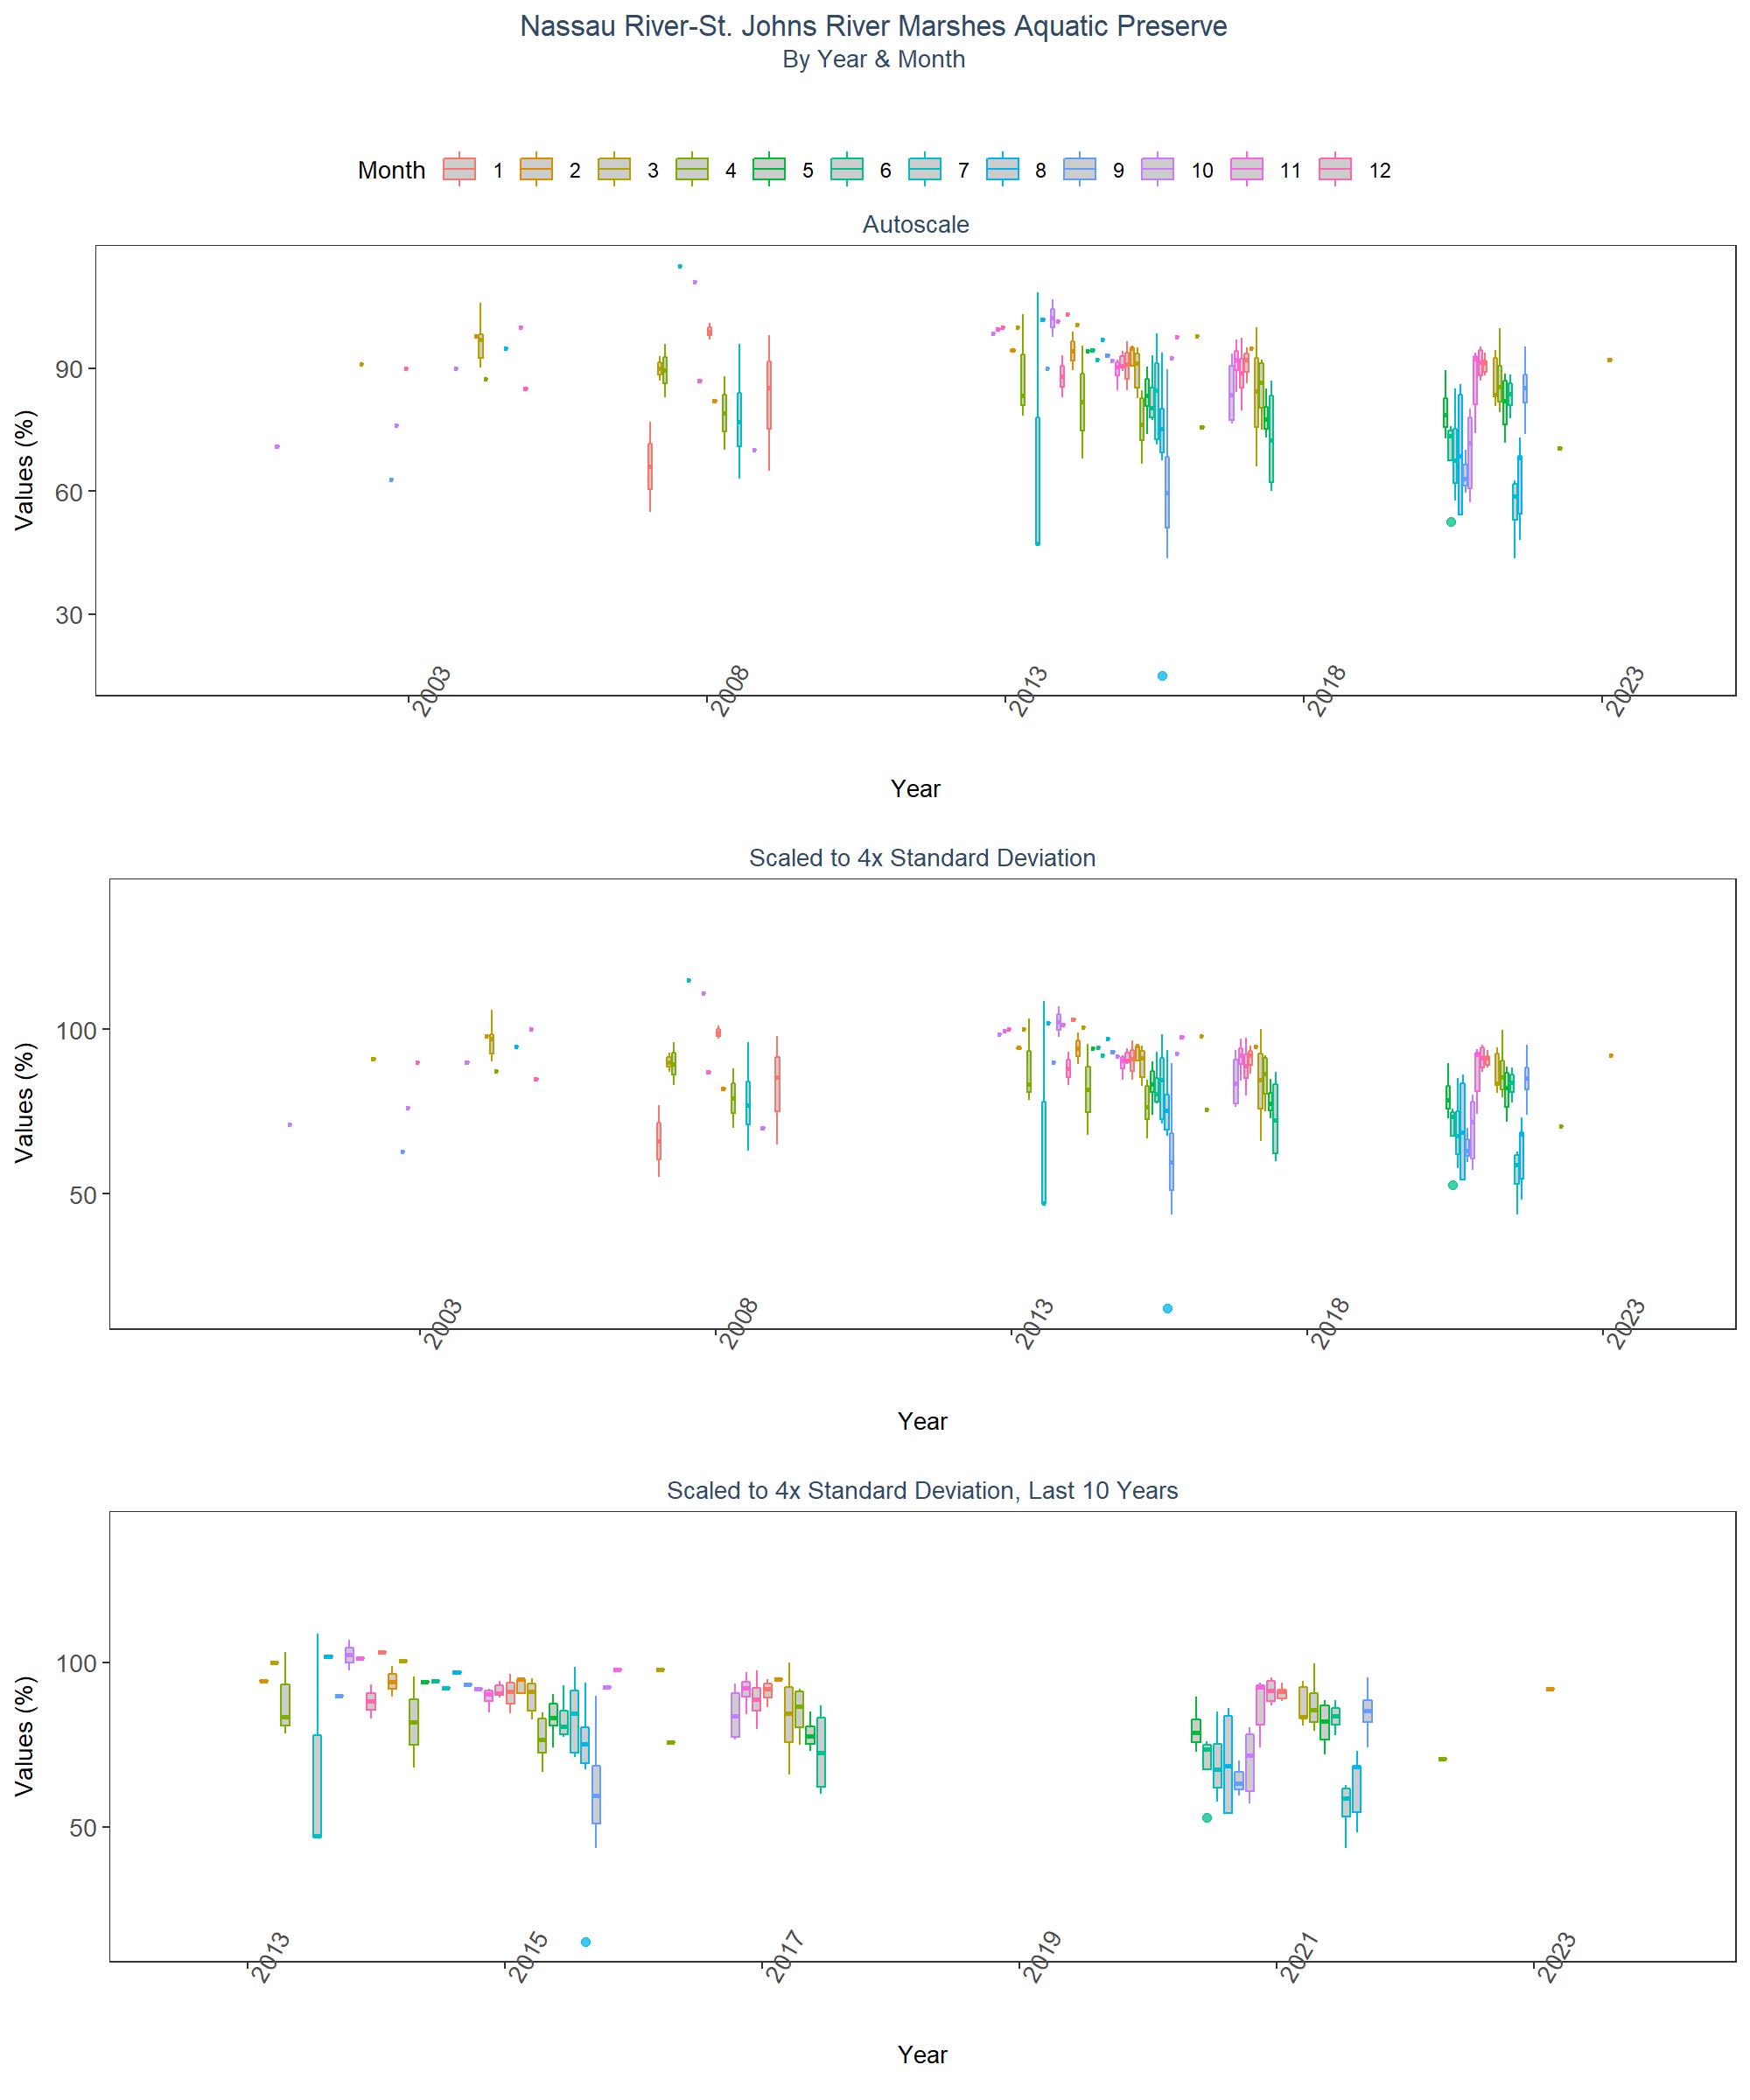 Nassau River-St. Johns River Marshes Aquatic Preserve
By Year & Month
Month 1 2 3 4 5 6 7 8 9 10 11 12
Autoscale
Values (%)
90
60
30
2003 2008 2013 2018 2023
Year
Scaled to 4x Standard Deviation
Values (%)
100
50
2003 2008 2013 2018 2023
Year
Scaled to 4x Standard Deviation, Last 10 Years
Values (%)
100
50
2013 2015 2017 2019 2021 2023
Year